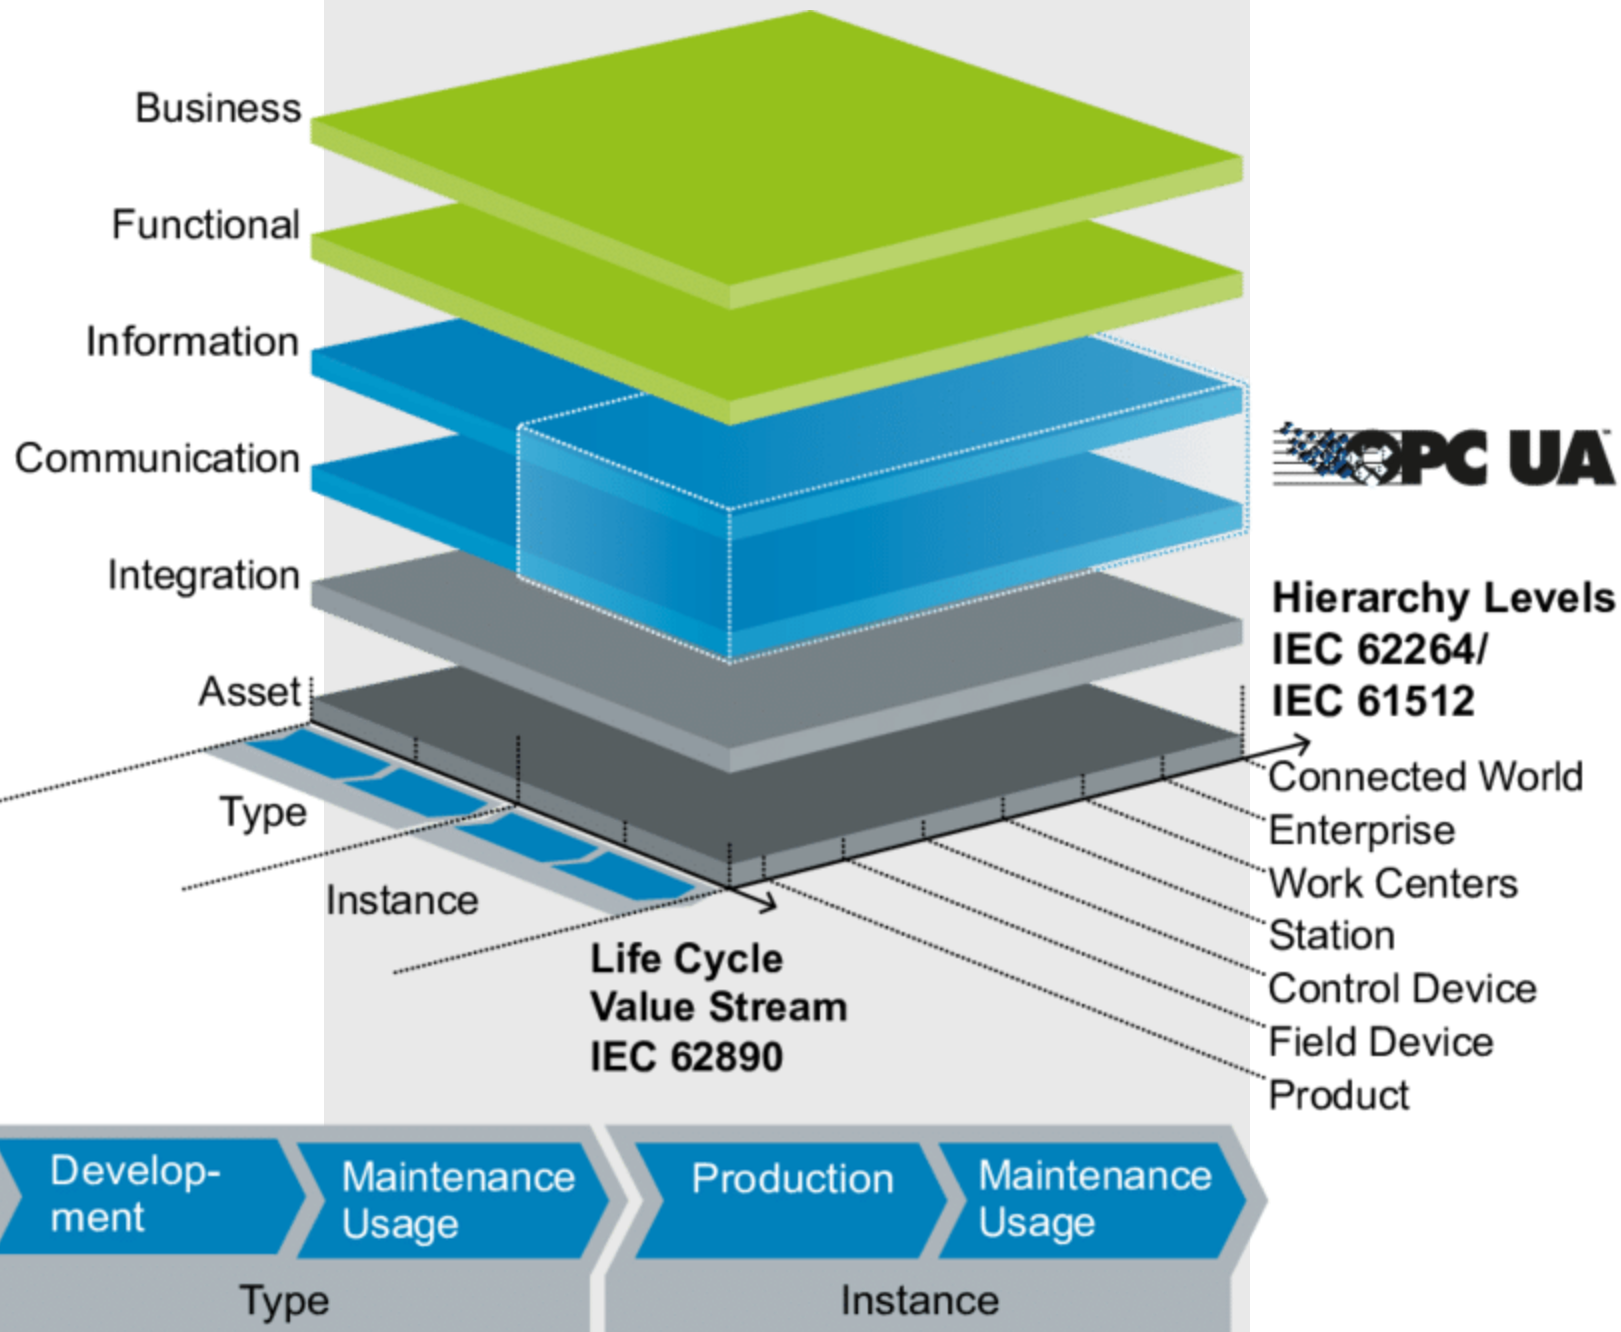 Business
Functional
Information
Communication
Integration
Asset
OPC UA
Hierarchy Levels
IEC 62264/
IEC 61512
Connected World
Enterprise
Work Centers
Station
Control Device
Field Device
Product
Type
Instance
Life Cycle
Value Stream
IEC 62890
Develop-
ment
Maintenance
Usage
Production
Maintenance
Usage
Type
Instance